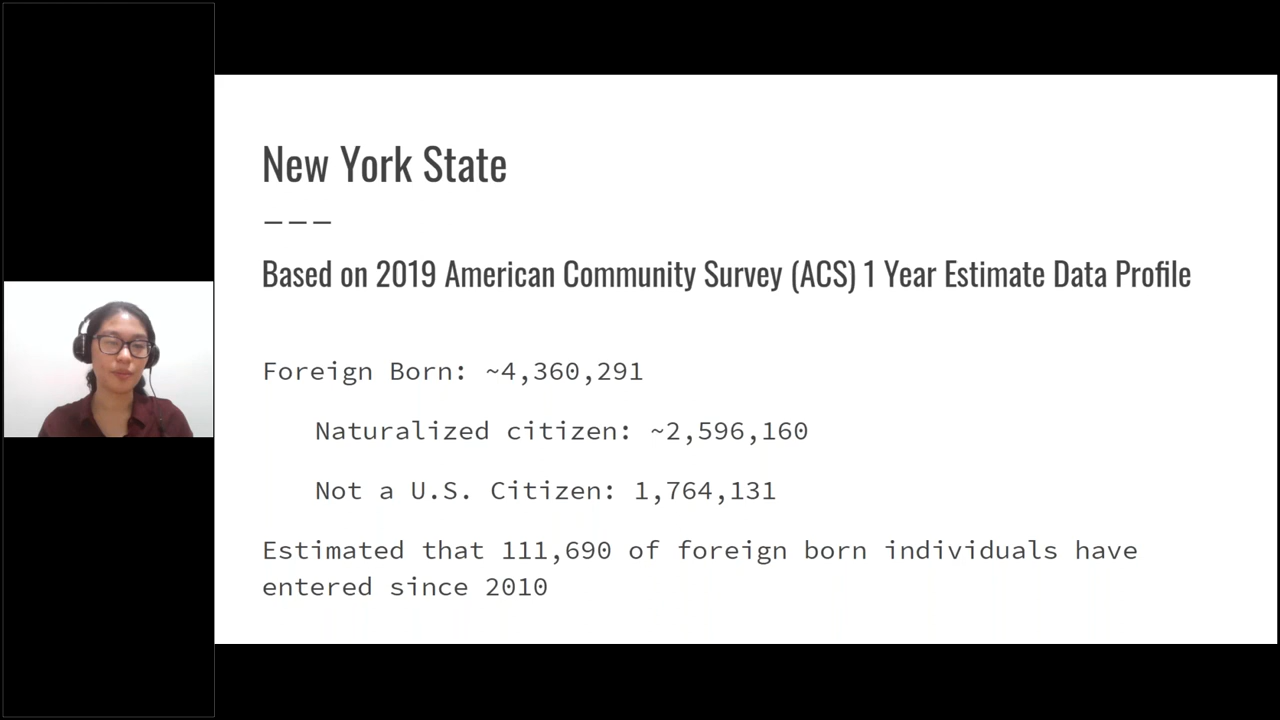 New York State
———
Based on 2019 American Community Survey (ACS) 1 Year Estimate Data Profile
Foreign Born: ~4,360,291
Naturalized citizen: ~2,596,160
Not a U.S. Citizen: 1,764,131
Estimated that 111,690 of foreign born individuals have
entered since 2010